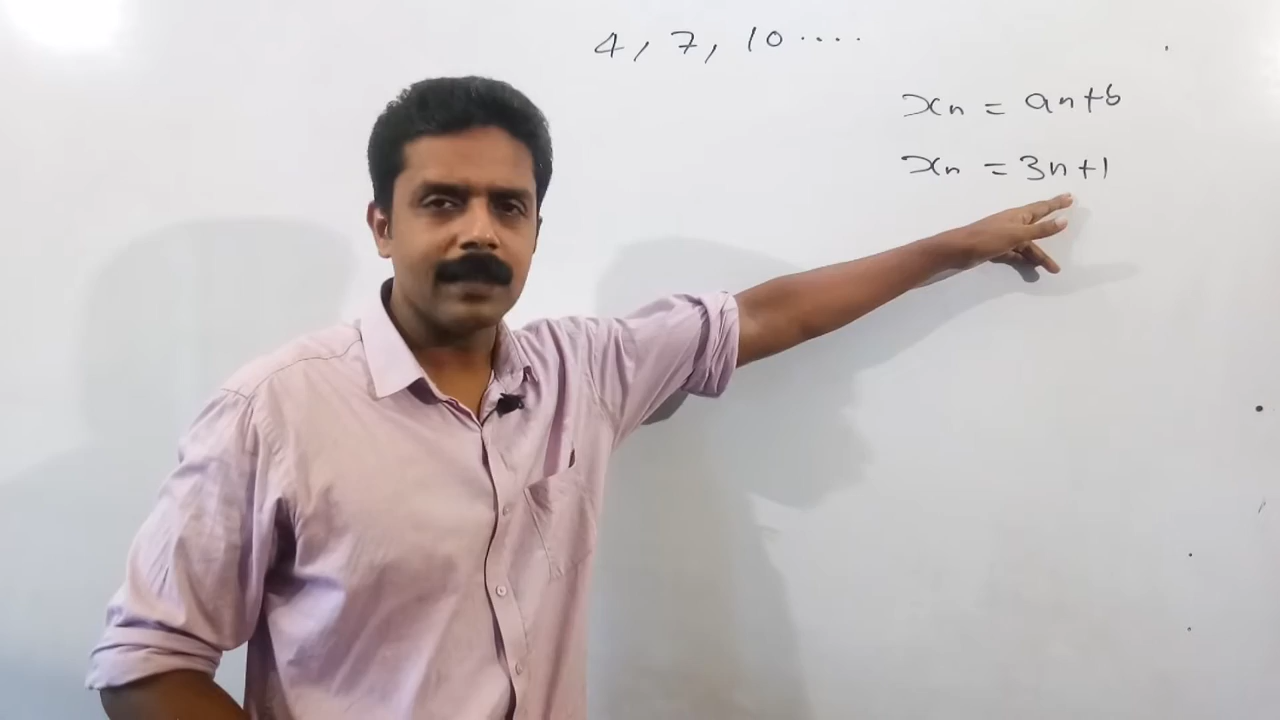 4, 7, 10....
xn = an+b
xn = 3n+1